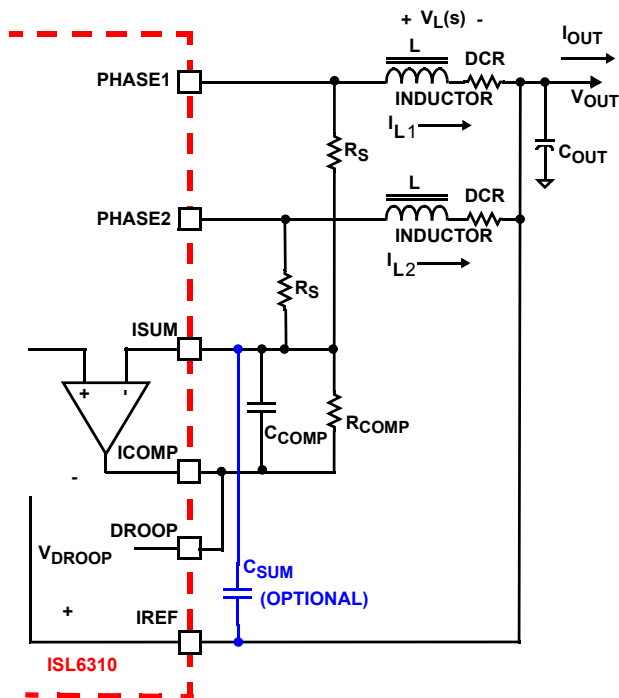 + VL(s) -
IOUT
L
DCR
PHASE1
INDUCTOR
VOUT
IL1
COUT
RS
L
DCR
PHASE2
INDUCTOR
IL2
RS
ISUM
+ -
CCOMP
RCOMP
ICOMP
-
DROOP
VDROOP
CSUM
(OPTIONAL)
+
IREF
ISL6310